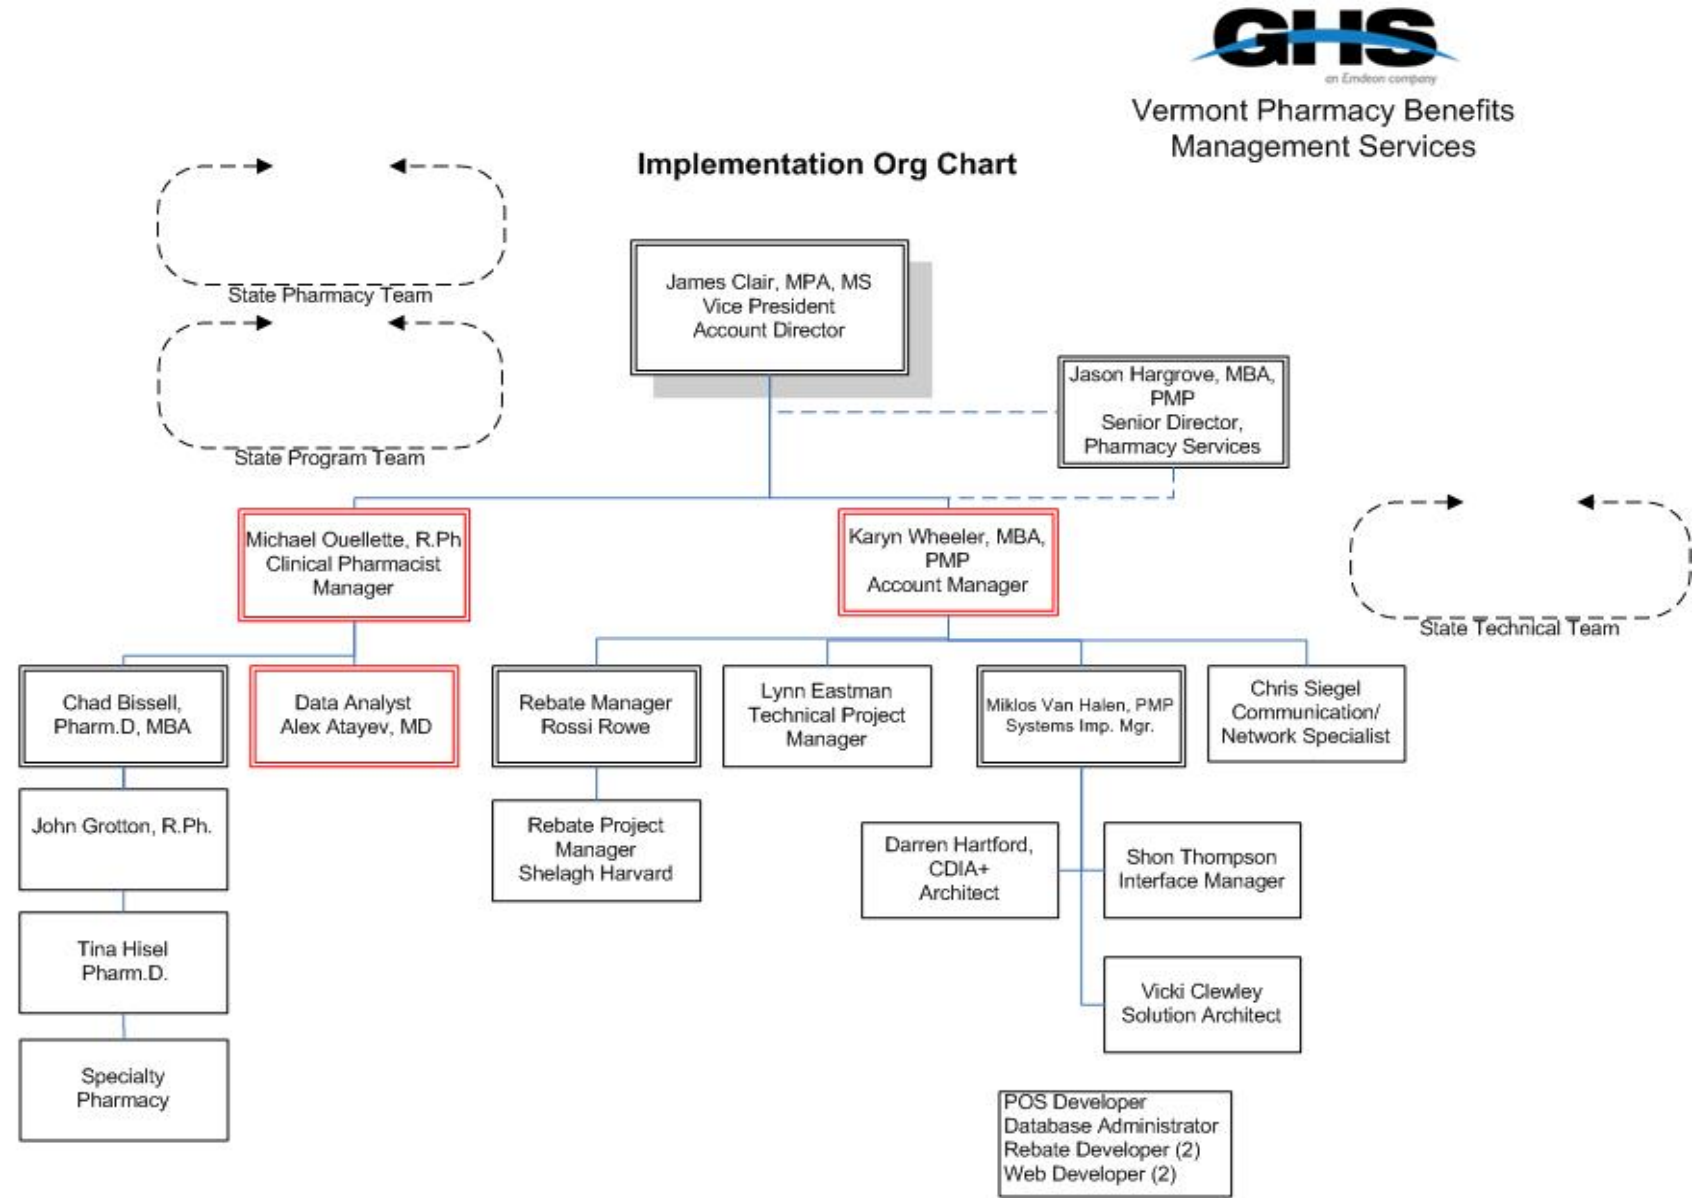 GHS
an Emdeon company
Vermont Pharmacy Benefits
Management Services
Implementation Org Chart
State Pharmacy Team
State Program Team
James Clair, MPA, MS
Vice President
Account Director
Jason Hargrove, MBA,
PMP
Senior Director,
Pharmacy Services
Michael Ouellette, R.Ph
Clinical Pharmacist
Manager
Karyn Wheeler, MBA,
PMP
Account Manager
State Technical Team
Chad Bissell,
Pharm.D, MBA
Data Analyst
Alex Atayev, MD
Rebate Manager
Rossi Rowe
Lynn Eastman
Technical Project
Manager
Miklos Van Halen, PMP
Systems Imp. Mgr.
Chris Siegel
Communication/
Network Specialist
John Grotton, R.Ph.
Rebate Project
Manager
Shelagh Harvard
Darren Hartford,
CDIA+
Architect
Shon Thompson
Interface Manager
Tina Hisel
Pharm.D.
Vicki Clewley
Solution Architect
Specialty
Pharmacy
POS Developer
Database Administrator
Rebate Developer (2)
Web Developer (2)